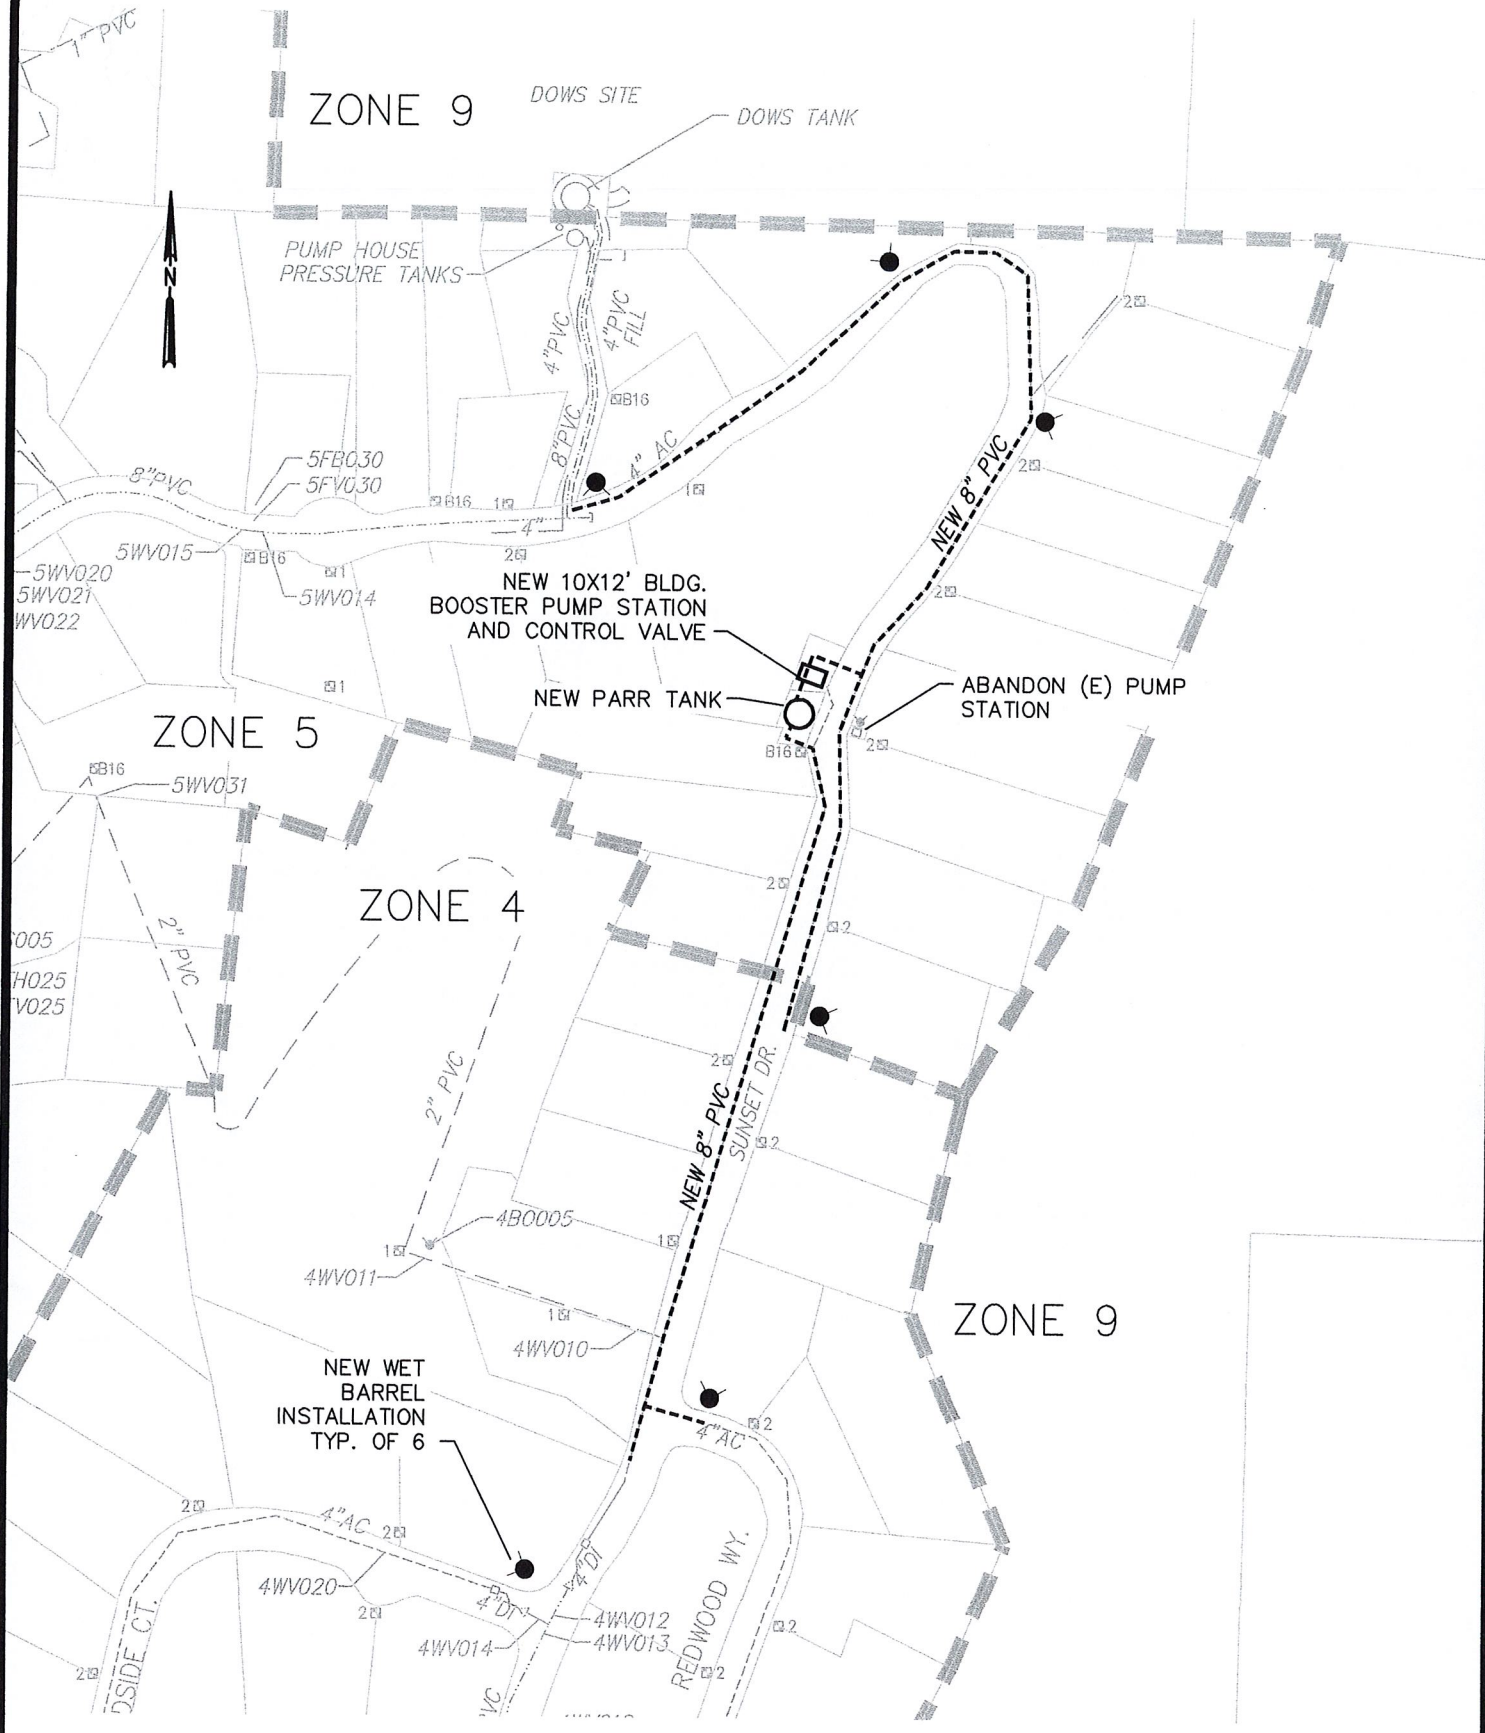 1" PVC
ZONE 9
DOWS SITE
DOWS TANK
PUMP HOUSE
PRESSURE TANKS
N
4"PVC
4"PVC
FILL
2
B16
8"PVC
4" AC
5FB030
5FV030
8"PVC
B16
1
1
2
4"
2
5WV015
B16
5WV020
5WV021
WV022
1
5WV014
NEW 8" PVC
2
NEW 10X12' BLDG.
BOOSTER PUMP STATION
AND CONTROL VALVE
NEW PARR TANK
ABANDON (E) PUMP
STATION
1
B16
2
ZONE 5
B16
5WV031
ZONE 4
2
2
2" PVC
005
H025
V025
2
2" PVC
SUNSET DR.
NEW 8" PVC
2
4BO005
1
1
4WV011
1
4WV010
ZONE 9
NEW WET
BARREL
INSTALLATION
TYP. OF 6
2
4"AC
2
4"AC
2
4WV020
2
4"DI
4"DI
4WV012
4WV013
4WV014
REDWOOD WY.
2
2
2
DSIDE CT.
VC